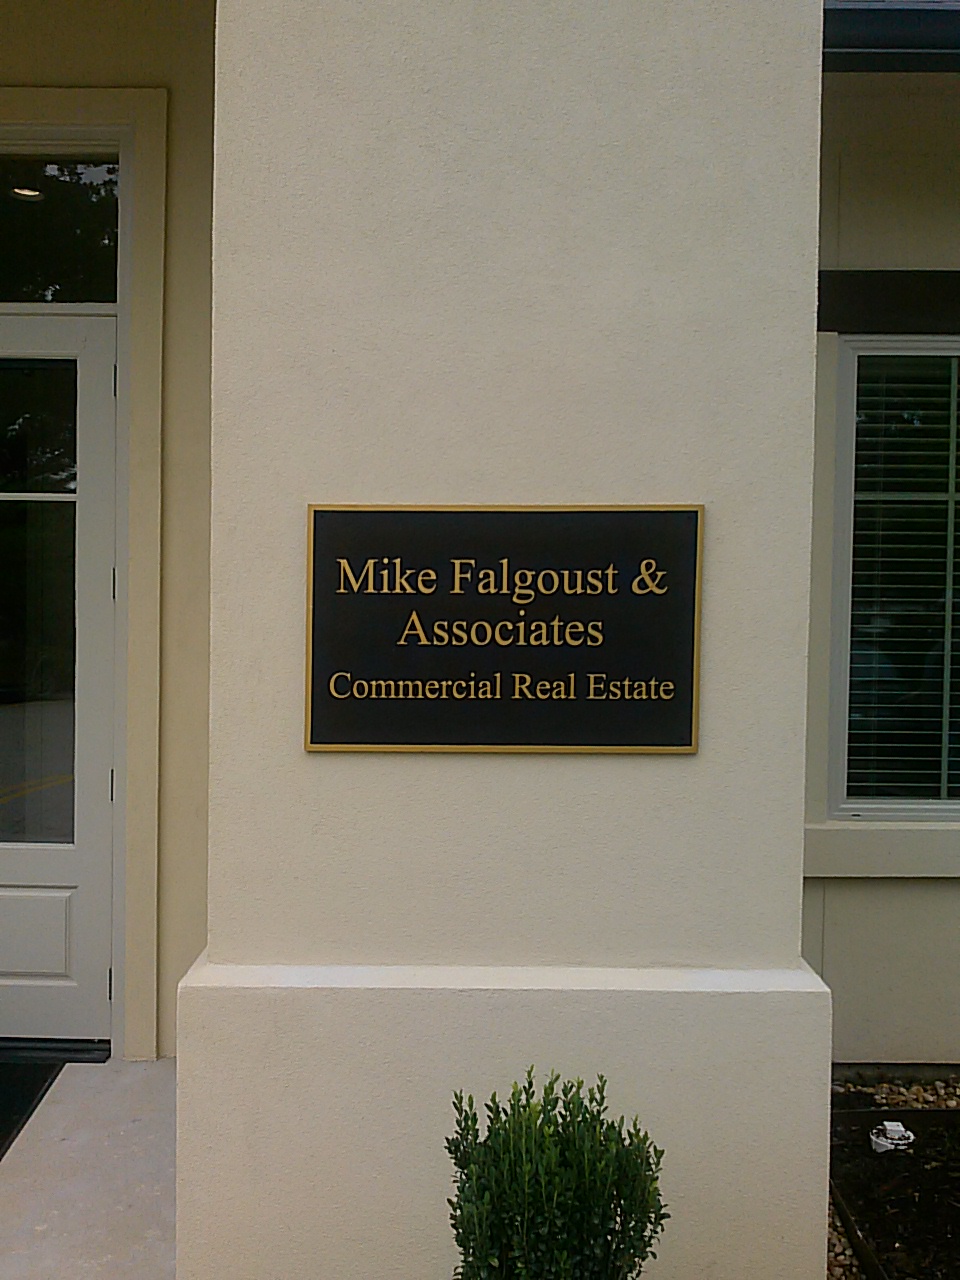 Mike Falgoust &
Associates
Commercial Real Estate